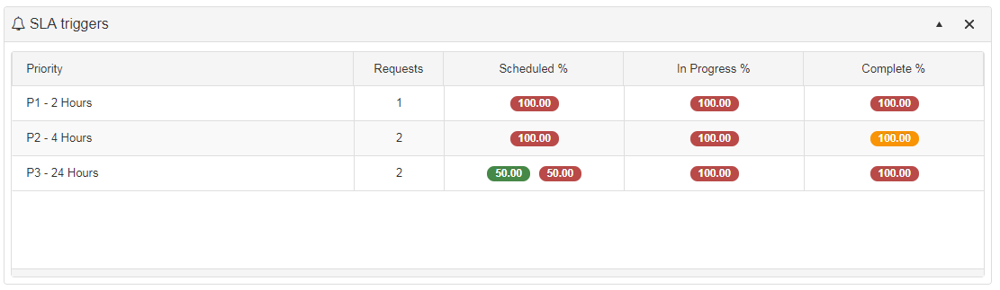 SLA triggers
Priority Requests Scheduled % In Progress % Complete %
P1 - 2 Hours 1 100.00 100.00 100.00
P2 - 4 Hours 2 100.00 100.00 100.00
P3 - 24 Hours 2 50.00 50.00 100.00 100.00